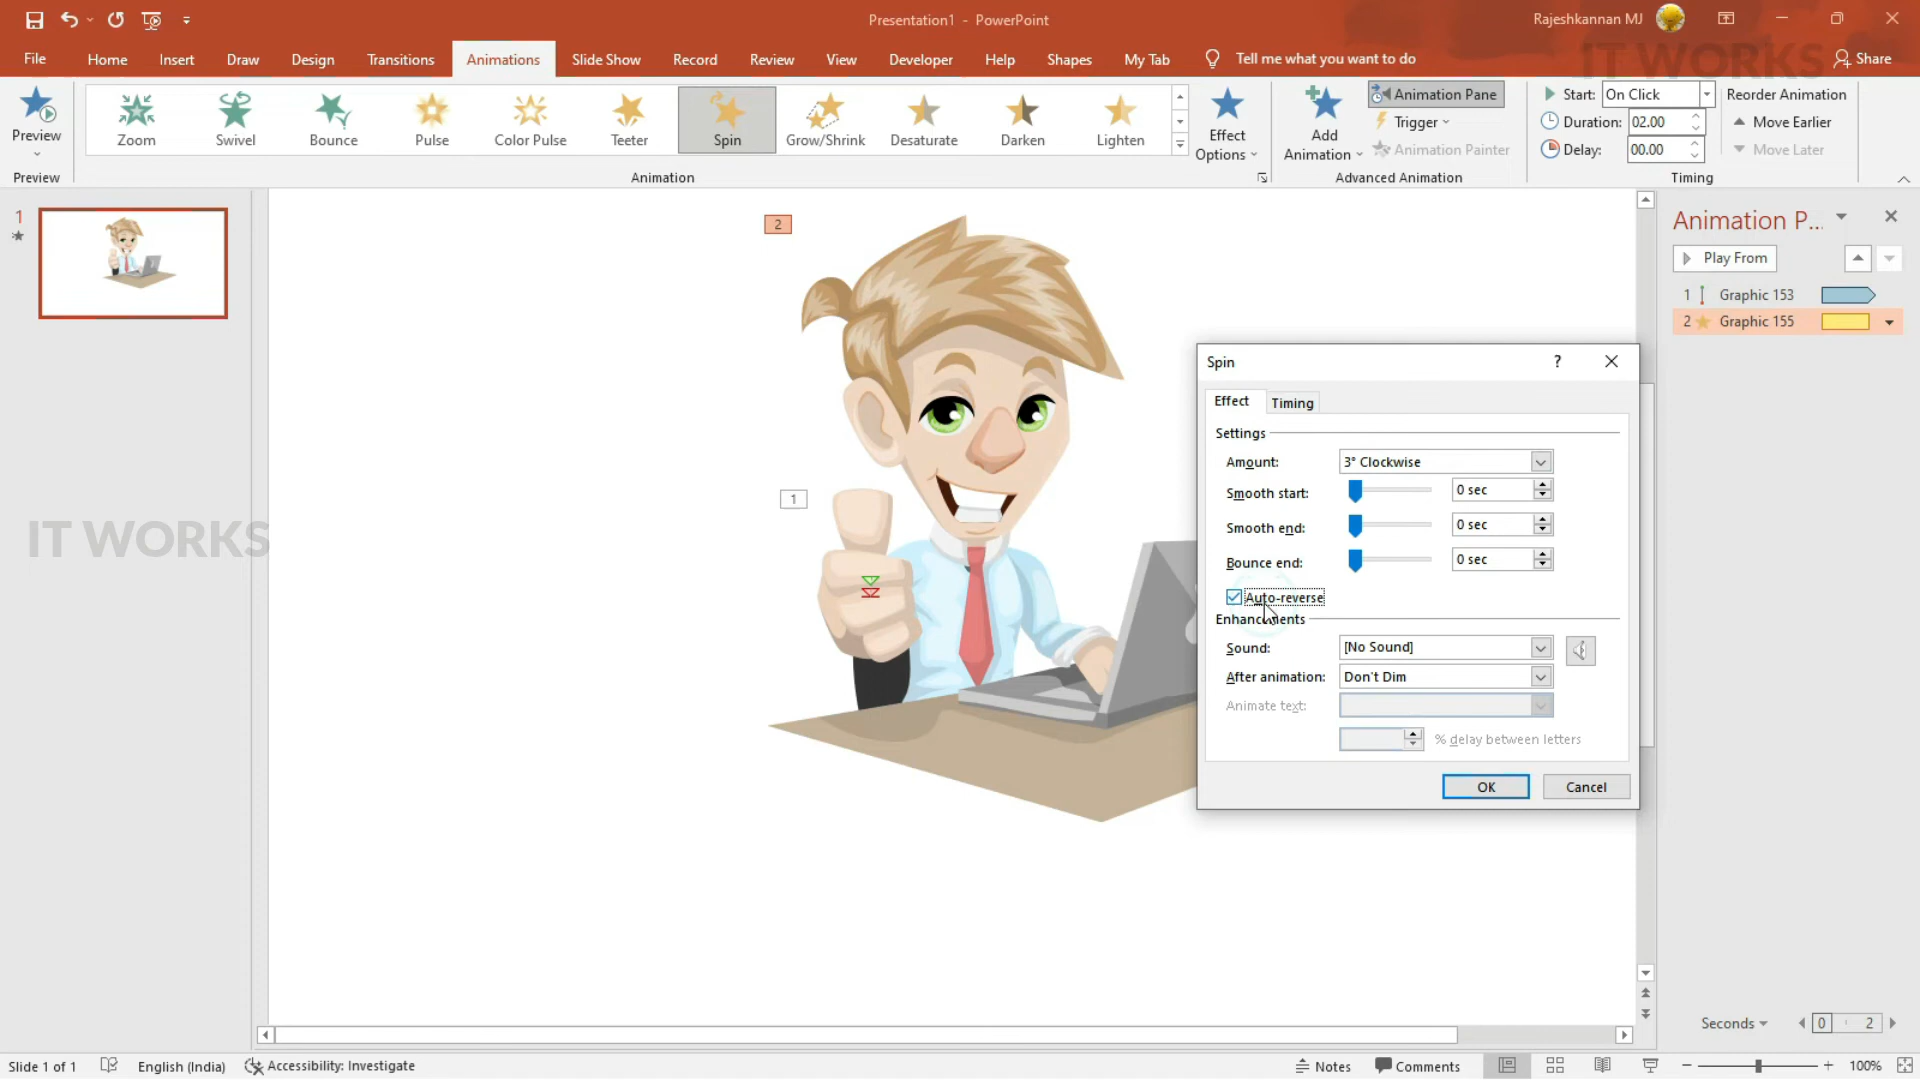 Presentation1 - PowerPoint
Rajeshkannan MJ
File Home Insert Draw Design Transitions Animations Slide Show Record Review View Developer Help Shapes My Tab Tell me what you want to do Share
IT WORKS
Preview
Zoom Swivel Bounce Pulse Color Pulse Teeter Spin Grow/Shrink Desaturate Darken Lighten
Effect Options
Add Animation
Animation Pane
Trigger
Animation Painter
Start: On Click
Duration: 02.00
Delay: 00.00
Reorder Animation
Move Earlier
Move Later
Preview Animation Advanced Animation Timing
1
2
1
IT WORKS
Animation P...
Play From
1 Graphic 153
2 Graphic 155
Spin ?
Effect Timing
Settings
Amount: 3° Clockwise
Smooth start: 0 sec
Smooth end: 0 sec
Bounce end: 0 sec
Auto-reverse
Enhancements
Sound: [No Sound]
After animation: Don't Dim
Animate text:
% delay between letters
OK Cancel
Seconds 0 2
Slide 1 of 1 English (India) Accessibility: Investigate Notes Comments 100%